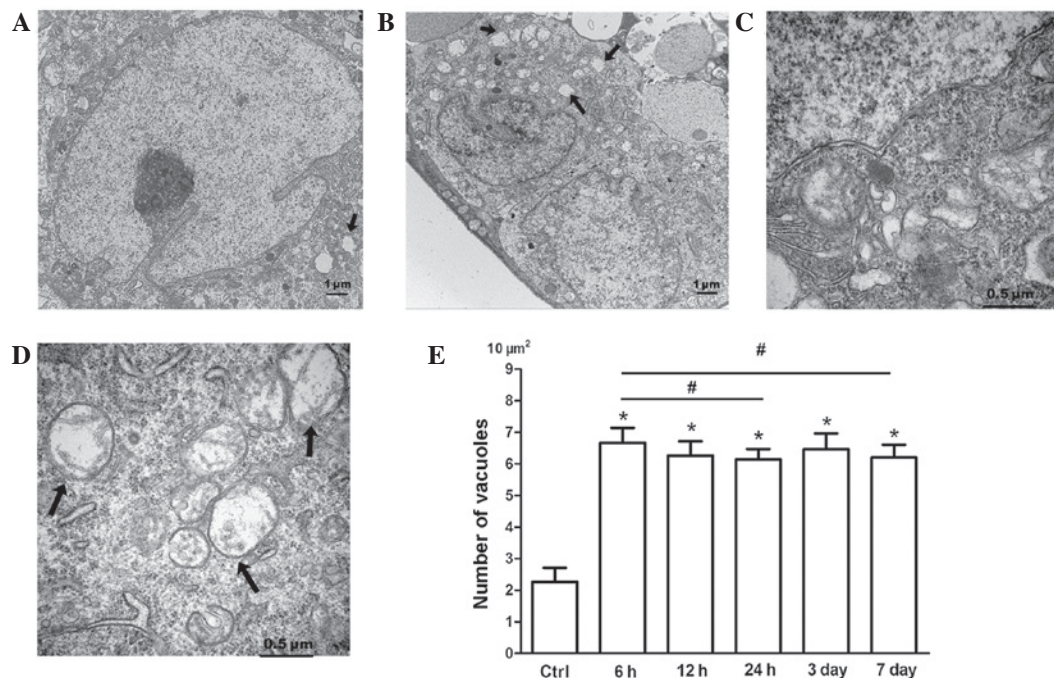 A
1 μm
B
1 μm
C
0.5 μm
D
0.5 μm
E
10 μm²
Number of vacuoles
9
8
7
6
5
4
3
2
1
0
#
#
* * * * *
Ctrl 6 h 12 h 24 h 3 day 7 day